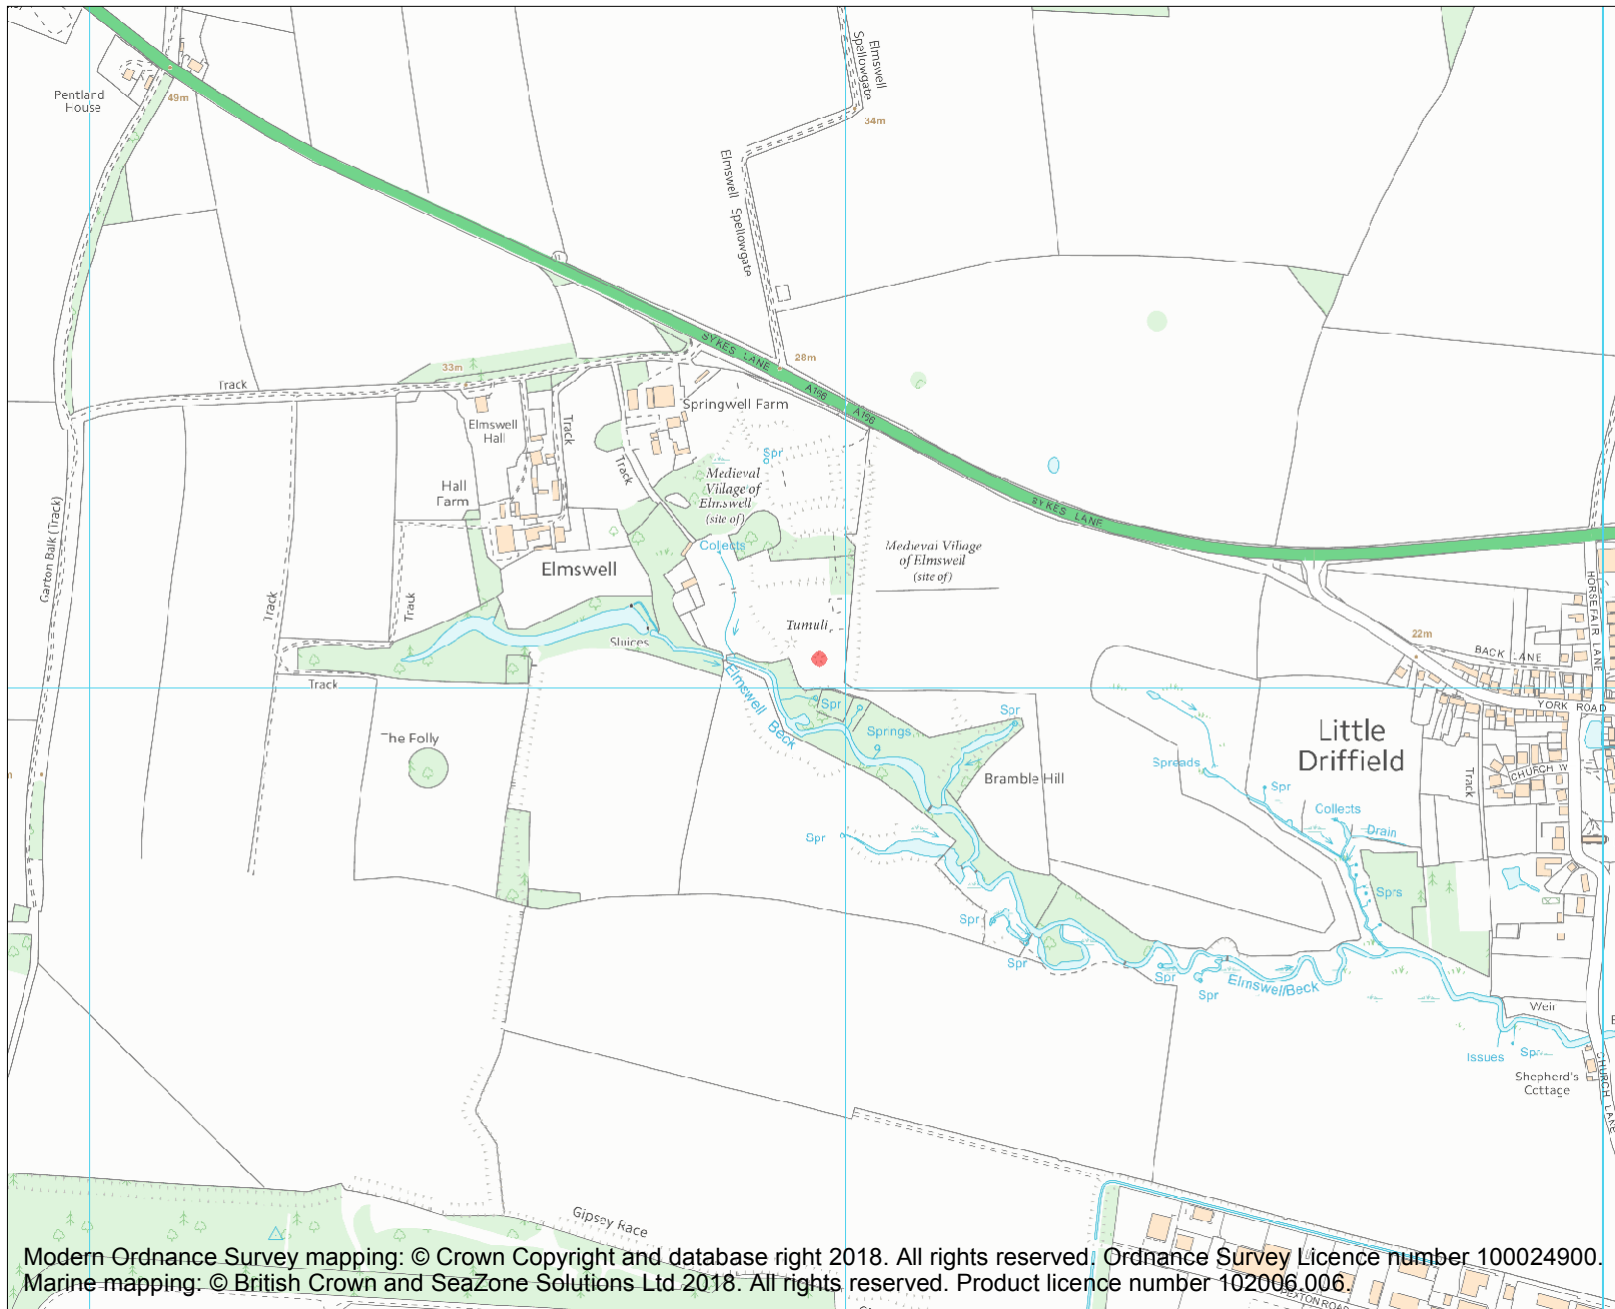 Elmswell
Spellowgate
34m
Pentland
House
49m
Elmswell Spellowgate
SYKES LANE
28m
A166
A166
33m
Track
Springwell Farm
Elmswell
Hall
Track
Track
Spr
Medieval
Village of
Elmswell
(site of)
Hall
Farm
SYKES LANE
Garton Balk (Track)
Collects
Medieval Village
of Elmswell
(site of)
Elmswell
HORSEFAIR LANE
Track
Track
Tumuli
Sluices
22m
BACK LANE
Track
Elmswell Beck
Spr
Springs
Spr
YORK ROAD
The Folly
Little
Driffield
Spreads
Bramble Hill
Track
CHURCH
Spr
Collects
Drain
Spr
Sprs
Spr
Spr
Spr
Spr
Elmswell Beck
Weir
Issues
Spr
Shepherd's
Cottage
CHURCH LANE
Gipsey Race
Modern Ordnance Survey mapping: © Crown Copyright and database right 2018. All rights reserved. Ordnance Survey Licence number 100024900.
Marine mapping: © British Crown and SeaZone Solutions Ltd 2018. All rights reserved. Product licence number 102006.006.